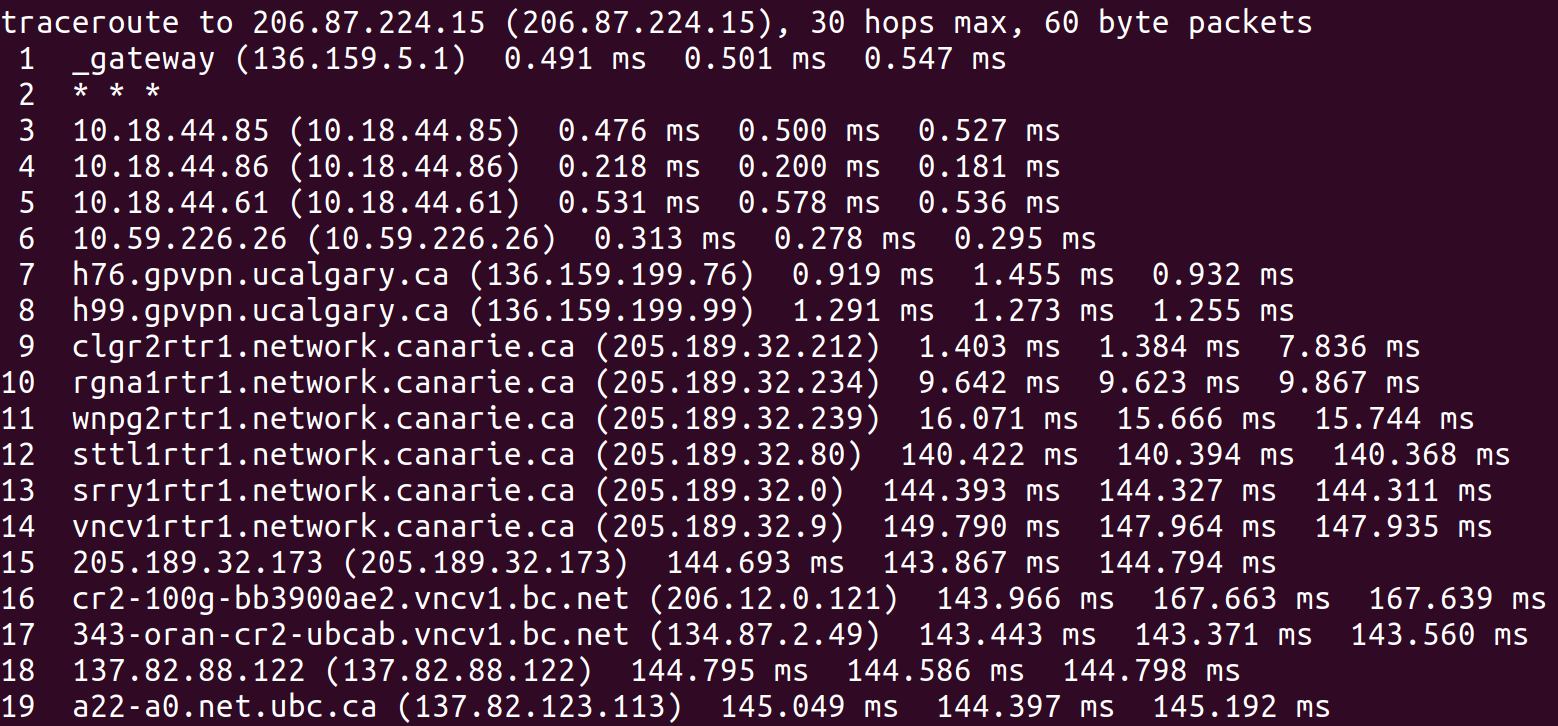 traceroute to 206.87.224.15 (206.87.224.15), 30 hops max, 60 byte packets
 1  _gateway (136.159.5.1)  0.491 ms  0.501 ms  0.547 ms
 2  * * *
 3  10.18.44.85 (10.18.44.85)  0.476 ms  0.500 ms  0.527 ms
 4  10.18.44.86 (10.18.44.86)  0.218 ms  0.200 ms  0.181 ms
 5  10.18.44.61 (10.18.44.61)  0.531 ms  0.578 ms  0.536 ms
 6  10.59.226.26 (10.59.226.26)  0.313 ms  0.278 ms  0.295 ms
 7  h76.gpvpn.ucalgary.ca (136.159.199.76)  0.919 ms  1.455 ms  0.932 ms
 8  h99.gpvpn.ucalgary.ca (136.159.199.99)  1.291 ms  1.273 ms  1.255 ms
 9  clgr2rtr1.network.canarie.ca (205.189.32.212)  1.403 ms  1.384 ms  7.836 ms
10  rgna1rtr1.network.canarie.ca (205.189.32.234)  9.642 ms  9.623 ms  9.867 ms
11  wnpg2rtr1.network.canarie.ca (205.189.32.239)  16.071 ms  15.666 ms  15.744 ms
12  sttl1rtr1.network.canarie.ca (205.189.32.80)  140.422 ms  140.394 ms  140.368 ms
13  srry1rtr1.network.canarie.ca (205.189.32.0)  144.393 ms  144.327 ms  144.311 ms
14  vncv1rtr1.network.canarie.ca (205.189.32.9)  149.790 ms  147.964 ms  147.935 ms
15  205.189.32.173 (205.189.32.173)  144.693 ms  143.867 ms  144.794 ms
16  cr2-100g-bb3900ae2.vncv1.bc.net (206.12.0.121)  143.966 ms  167.663 ms  167.639 ms
17  343-oran-cr2-ubcab.vncv1.bc.net (134.87.2.49)  143.443 ms  143.371 ms  143.560 ms
18  137.82.88.122 (137.82.88.122)  144.795 ms  144.586 ms  144.798 ms
19  a22-a0.net.ubc.ca (137.82.123.113)  145.049 ms  144.397 ms  145.192 ms